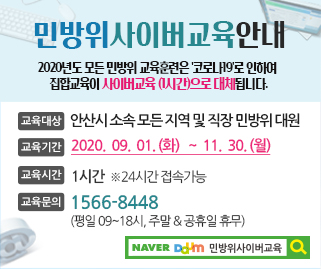 민방위사이버교육안내
2020년도 모든 민방위 교육훈련은 '코로나19'로 인하여
집합교육이 사이버교육 (1시간)으로 대체됩니다.
교육대상 안산시 소속 모든 지역 및 직장 민방위 대원
교육기간 2020. 09. 01. (화) ~ 11. 30. (월)
교육시간 1시간 ※24시간 접속가능
교육문의 1566-8448
(평일 09~18시, 주말 & 공휴일 휴무)
NAVER Daum 민방위사이버교육